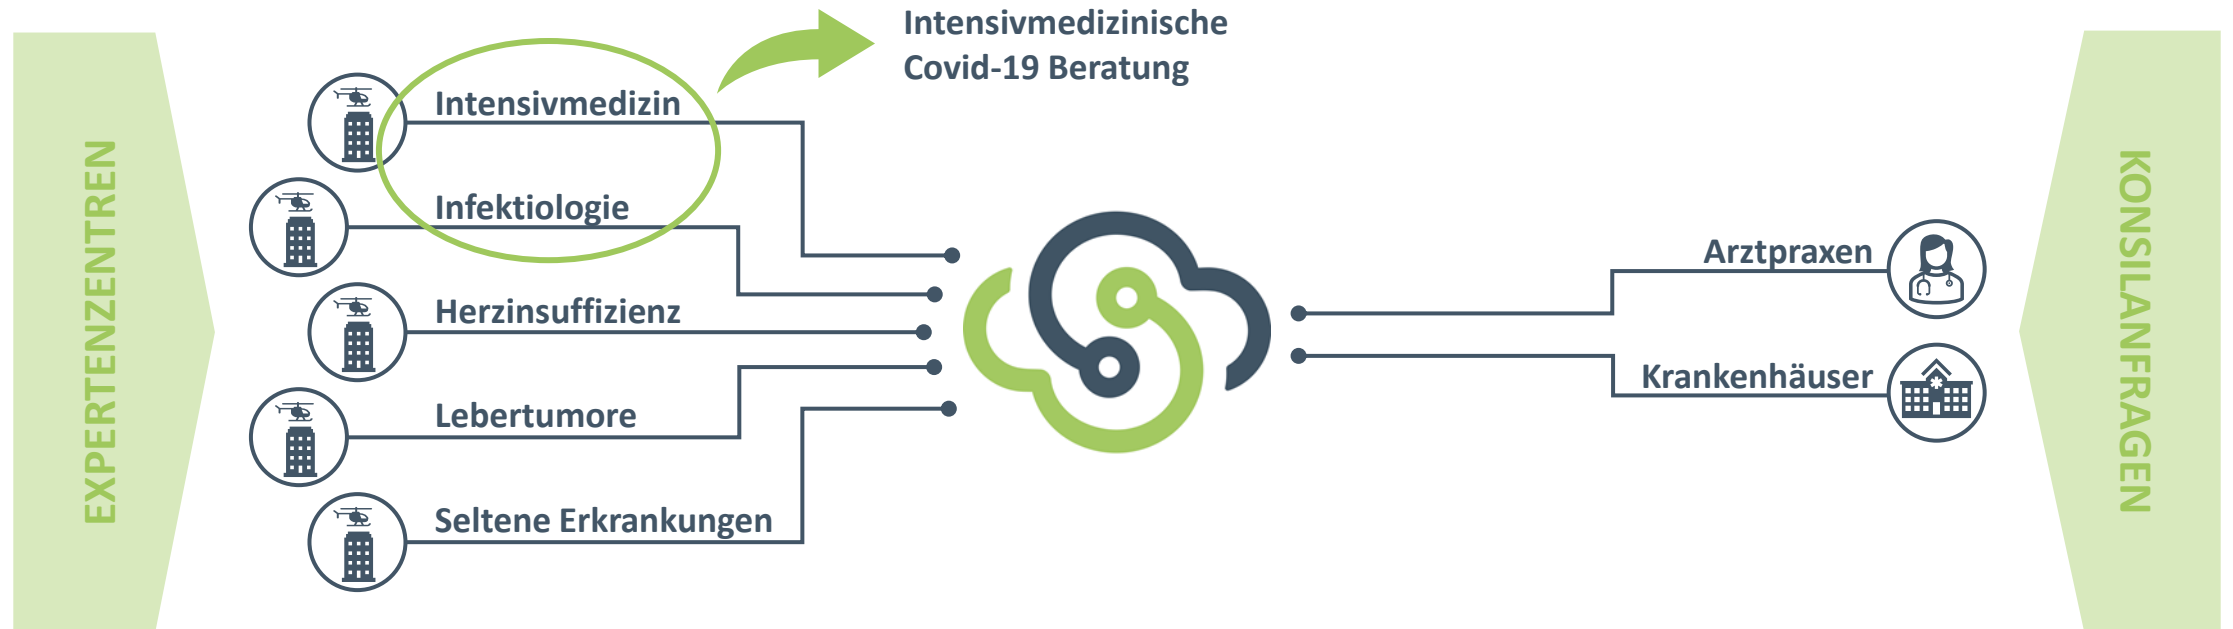 EXPERTENZENTREN
Intensivmedizinische
Covid-19 Beratung
Intensivmedizin
Infektiologie
Herzinsuffizienz
Lebertumore
Seltene Erkrankungen
Arztpraxen
Krankenhäuser
KONSILANFRAGEN